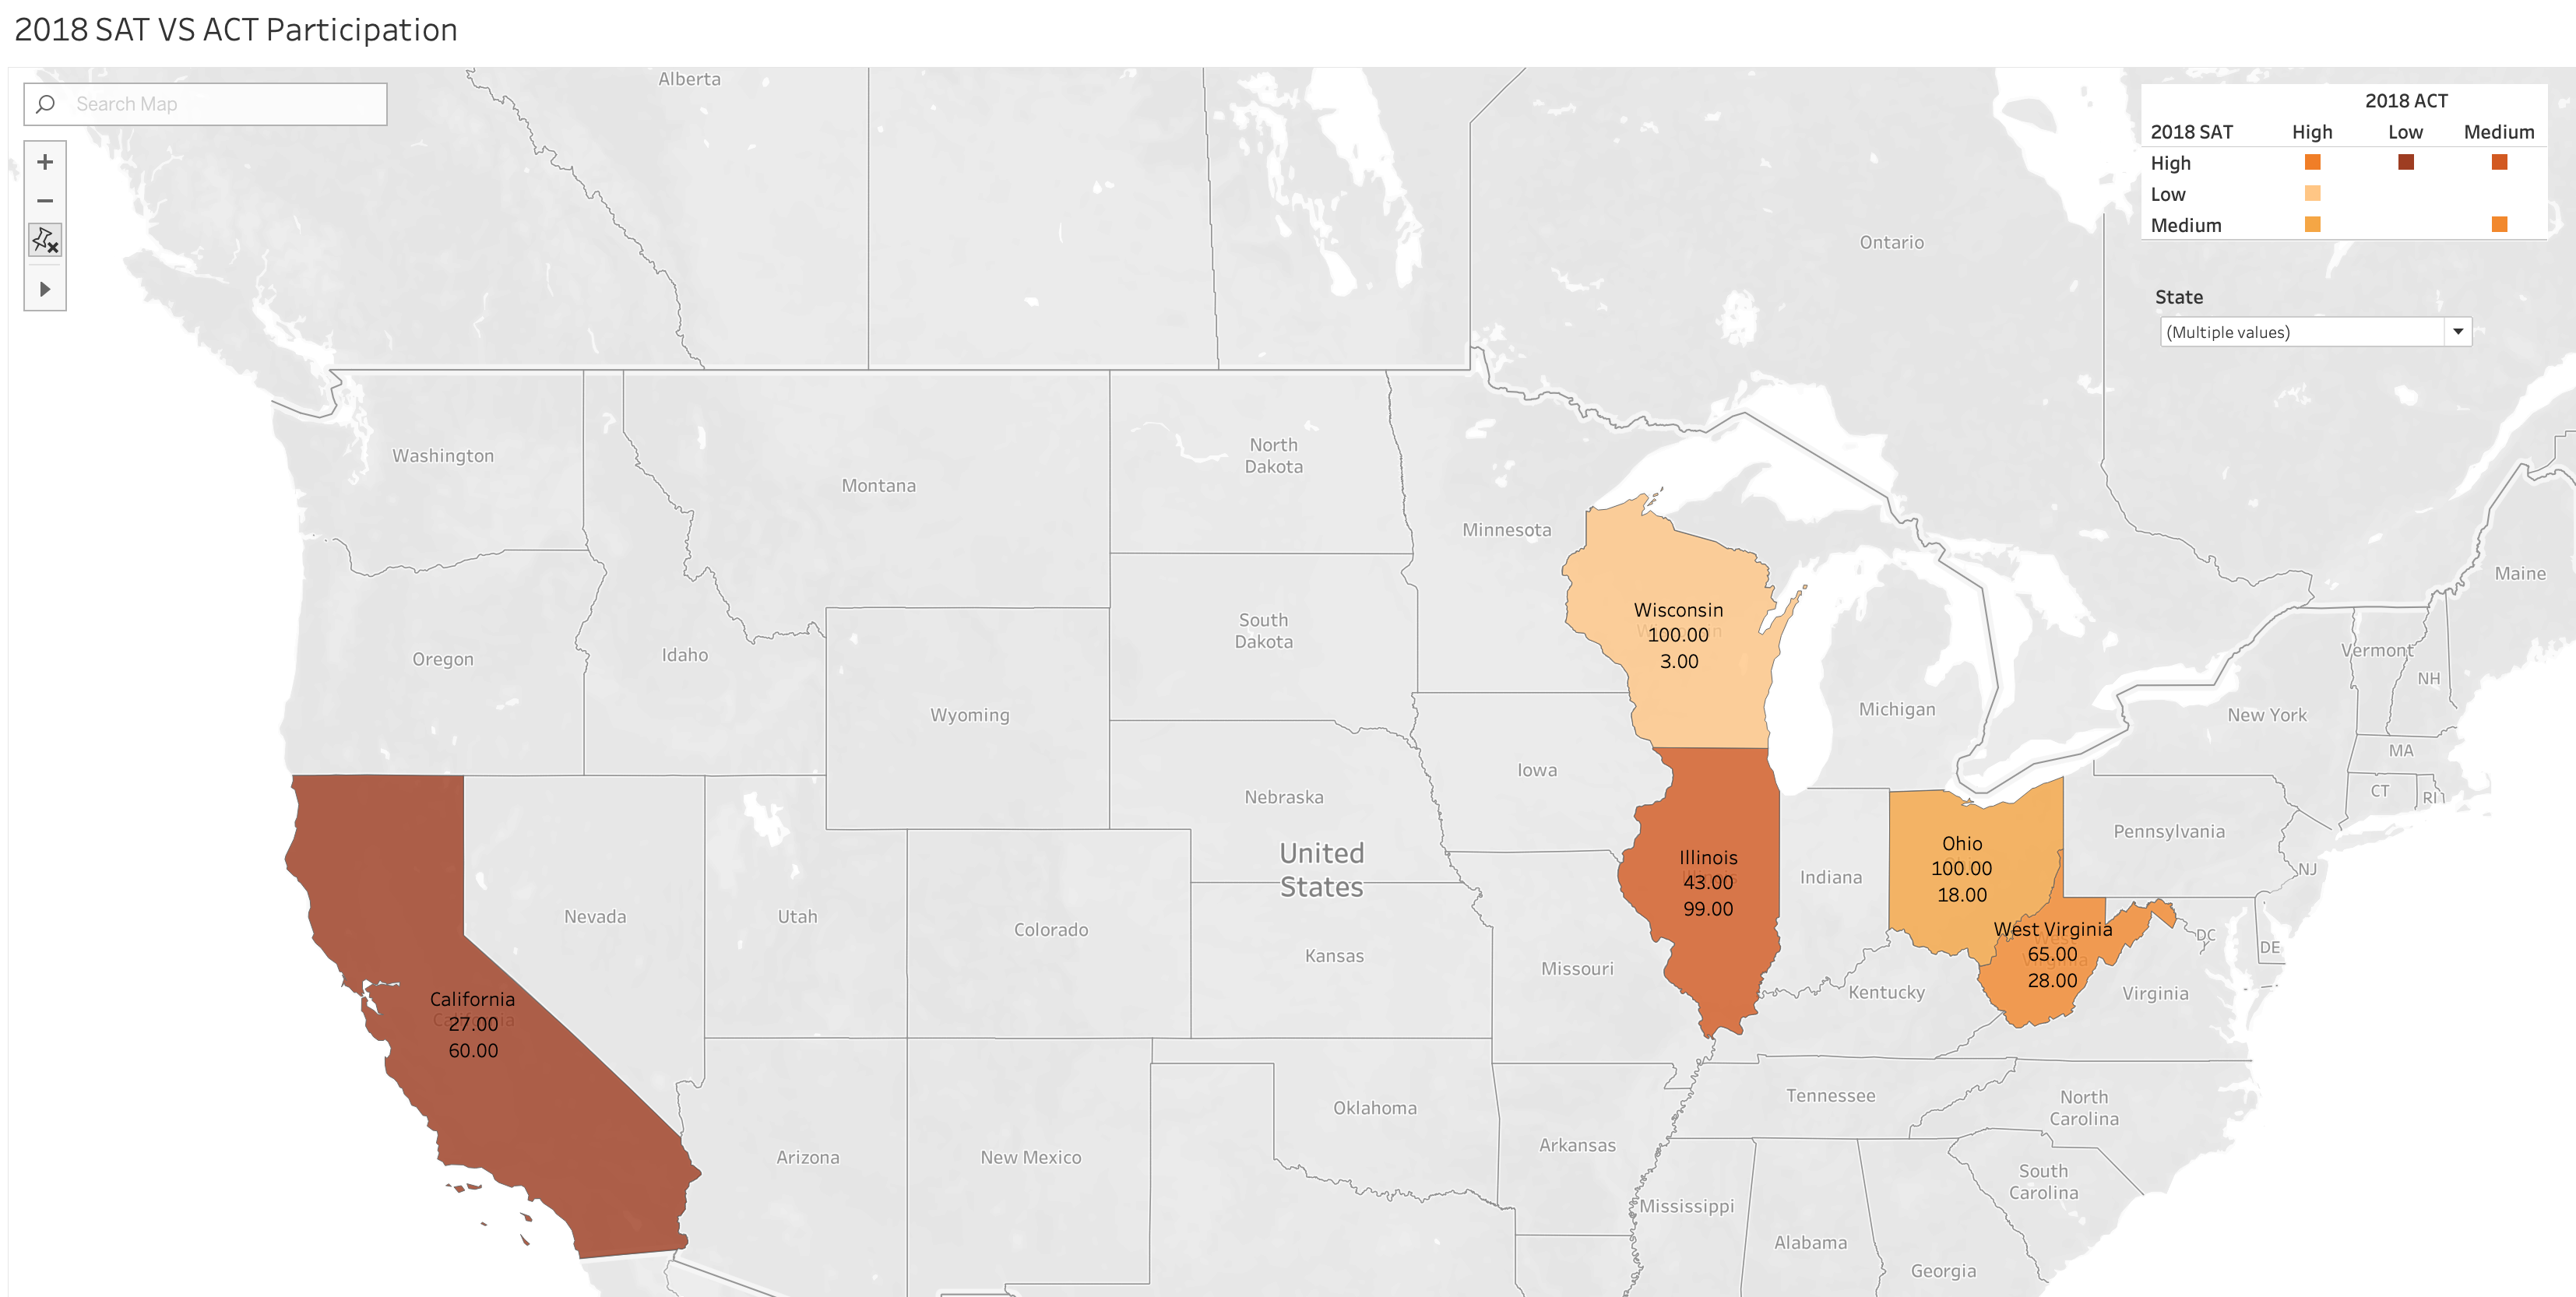 2018 SAT VS ACT Participation
Search Map
Alberta
Ontario
2018 ACT
2018 SAT High Low Medium
High
Low
Medium
State
(Multiple values)
Washington
Montana
North
Dakota
Minnesota
Maine
Oregon
Idaho
South
Dakota
Wisconsin
100.00
3.00
Vermont
NH
Wyoming
Michigan
New York
MA
Iowa
Nebraska
CT
RI
United
States
Illinois
43.00
99.00
Indiana
Ohio
100.00
18.00
Pennsylvania
NJ
Nevada
Utah
Colorado
Kansas
Missouri
Kentucky
West Virginia
65.00
28.00
DC
DE
Virginia
California
27.00
60.00
Oklahoma
Tennessee
North
Carolina
Arizona
New Mexico
Arkansas
South
Carolina
Mississippi
Alabama
Georgia